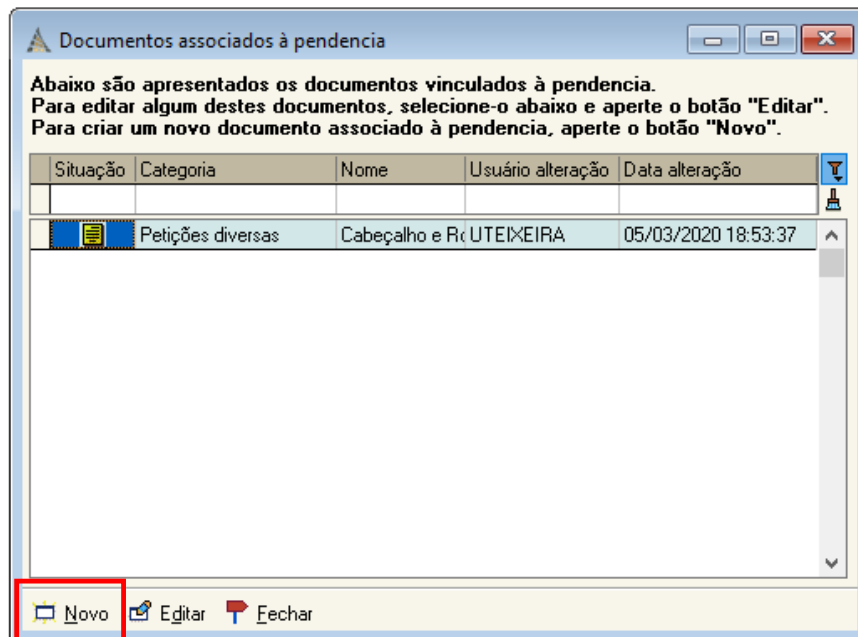 Documentos associados à pendencia
Abaixo são apresentados os documentos vinculados à pendencia.
Para editar algum destes documentos, selecione-o abaixo e aperte o botão "Editar".
Para criar um novo documento associado à pendencia, aperte o botão "Novo".
Situação Categoria Nome Usuário alteração Data alteração
Petições diversas Cabeçalho e Ro UTEIXEIRA 05/03/2020 18:53:37
Novo Editar Fechar